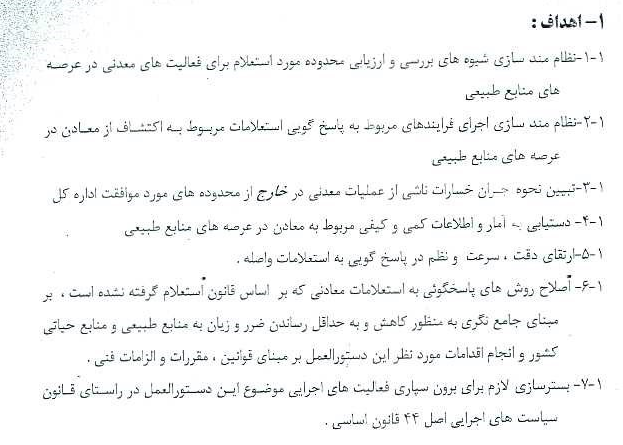 ۱- اهداف :
۱-۱-نظام مند سازی شیوه های بررسی و ارزیابی محدوده مورد استعلام برای فعالیت های معدنی در عرصه
های منابع طبیعی
۲-۱-نظام مند سازی اجرای فرایندهای مربوط به پاسخ گویی استعلامات مربوط به اکتشاف از معادن در
عرصه های منابع طبیعی
۳-۱-تبیین نحوه جبران خسارات ناشی از عملیات معدنی در خارج از محدوده های مورد موافقت اداره کل
۴-۱- دستیابی به آمار و اطلاعات کمی و کیفی مربوط به معادن در عرصه های منابع طبیعی
۵-۱-ارتقای دقت ، سرعت و نظم در پاسخ گویی به استعلامات واصله .
۶-۱- اصلاح روش های پاسخگوئی به استعلامات معادنی که بر اساس قانون استعلام گرفته نشده است ، بر
مبنای جامع نگری به منظور کاهش و به حداقل رساندن ضرر و زیان به منابع طبیعی و منابع حیاتی
کشور و انجام اقدامات مورد نظر این دستورالعمل بر مبنای قوانین ، مقررات و الزامات فنی .
۷-۱- بسترسازی لازم برای برون سپاری فعالیت های اجرایی موضوع این دستورالعمل در راستای قانون
سیاست های اجرایی اصل ۴۴ قانون اساسی .